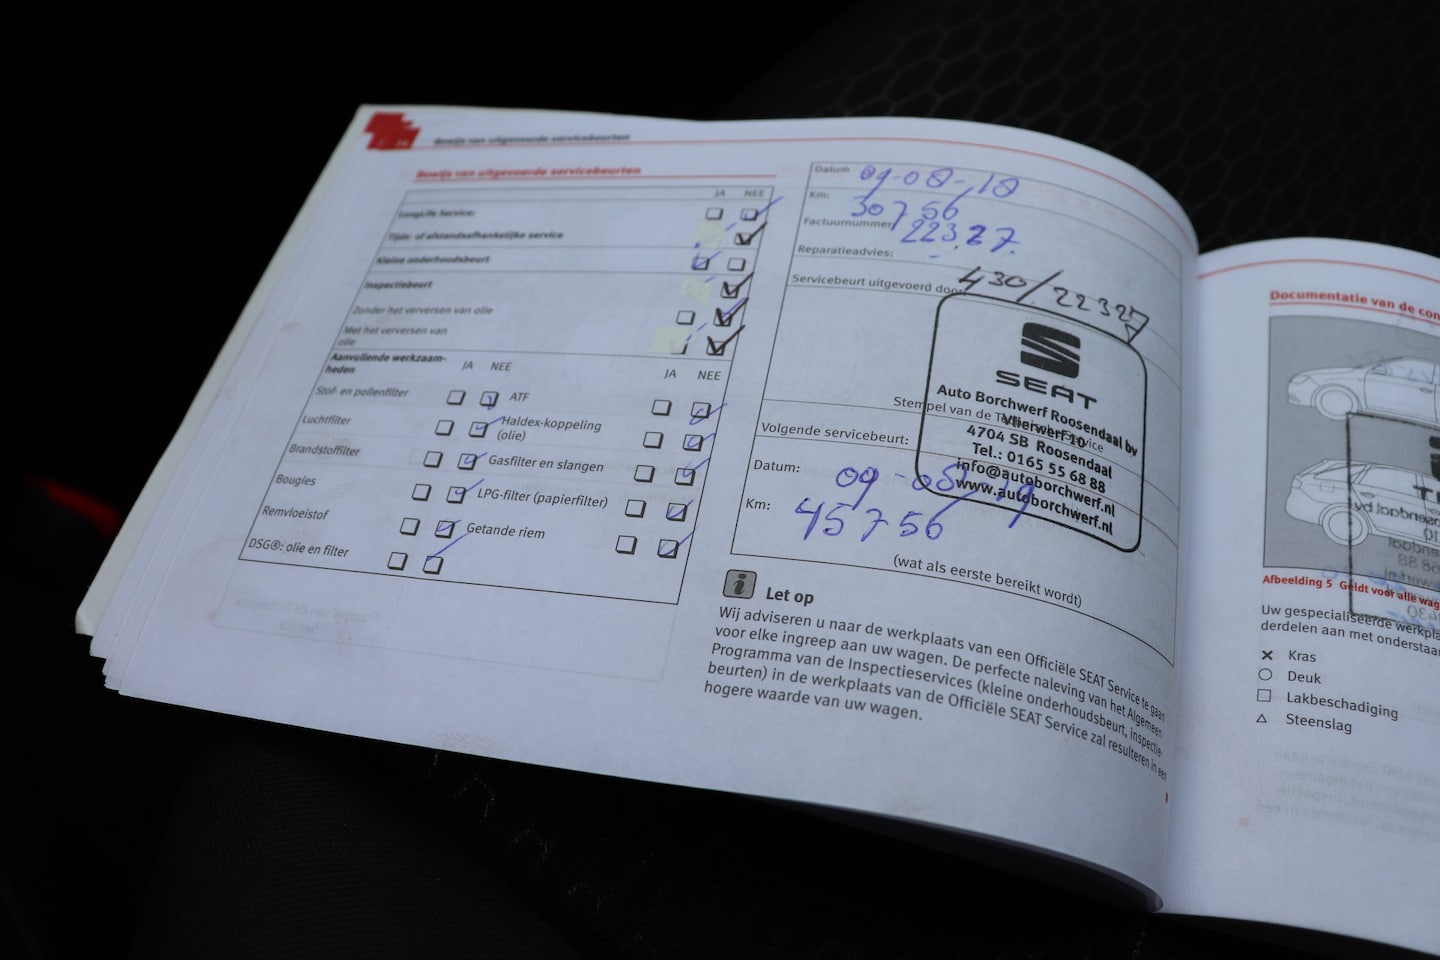 Bewijs van uitgevoerde servicebeurten
Bewijs van uitgevoerde servicebeurten
JA NEE
LongLife Service:
Tijds- of afstandsafhankelijke service
Kleine onderhoudsbeurt
Inspectiebeurt
Zonder het verversen van olie
Met het verversen van
olie
Aanvullende werkzaam-
heden
JA NEE
JA NEE
Stof- en pollenfilter
ATF
Luchtfilter
Haldex-koppeling
(olie)
Brandstoffilter
Gasfilter en slangen
Bougies
LPG-filter (papierfilter)
Remvloeistof
Getande riem
DSG®: olie en filter
Datum 09-08-18
Km: 30756
Factuurnummer 22327
Reparatieadvies: -
Servicebeurt uitgevoerd door
430/22327
SEAT
Auto Borchwerf Roosendaal bv
Vlierwerf 10
4704 SB Roosendaal
Tel.: 0165 55 68 88
info@autoborchwerf.nl
www.autoborchwerf.nl
Stempel van de Service
Volgende servicebeurt:
Datum: 09-08-19
Km: 45756
(wat als eerste bereikt wordt)
Let op
Wij adviseren u naar de werkplaats van een Officiële SEAT Service te gaan
voor elke ingreep aan uw wagen. De perfecte naleving van het Algemeen
Programma van de Inspectieservices (kleine onderhoudsbeurt, inspectie-
beurten) in de werkplaats van de Officiële SEAT Service zal resulteren in een
hogere waarde van uw wagen.
Documentatie van de con
Afbeelding 5 Geldt voor alle wag
Uw gespecialiseerde werkpla
derdelen aan met onderstaa
Kras
Deuk
Lakbeschadiging
Steenslag